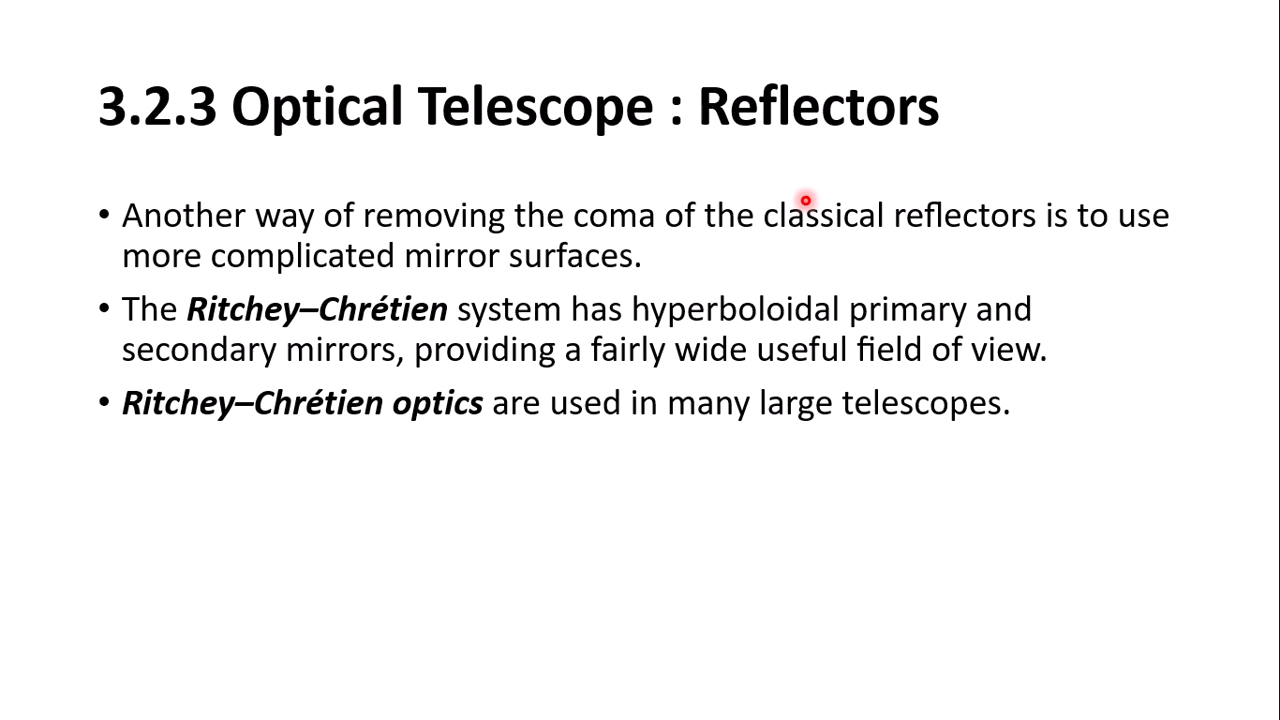 3.2.3 Optical Telescope : Reflectors
• Another way of removing the coma of the classical reflectors is to use
more complicated mirror surfaces.
• The Ritchey–Chrétien system has hyperboloidal primary and
secondary mirrors, providing a fairly wide useful field of view.
• Ritchey–Chrétien optics are used in many large telescopes.